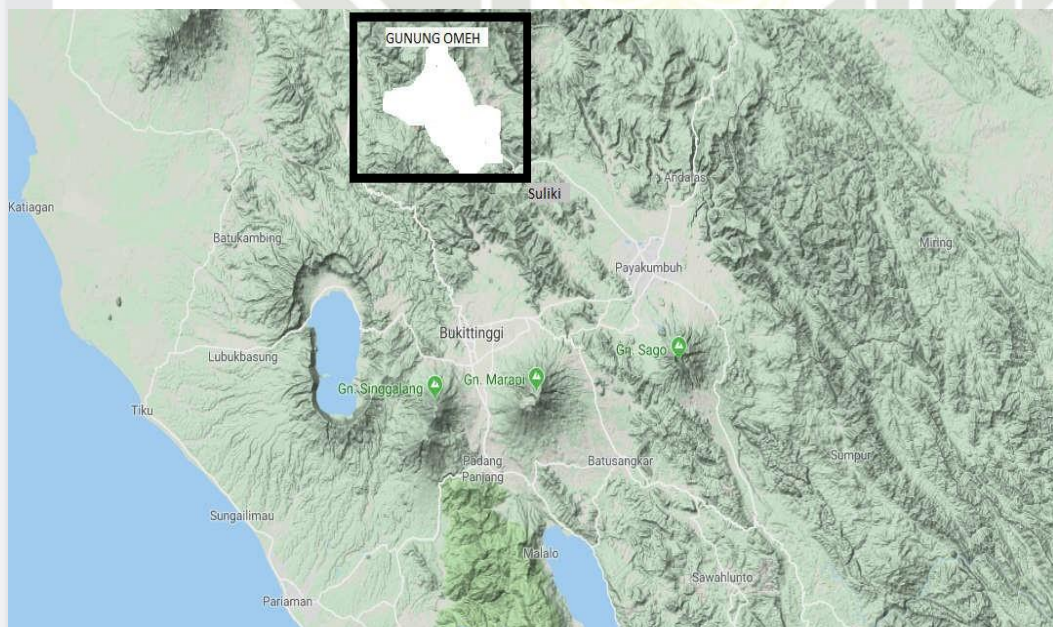 GUNUNG OMEH
Suliki
Andalas
Katiagan
Batukambing
Miring
Payakumbuh
Bukittinggi
Lubukbasung
Gn. Sago
Gn. Singgalang
Gn. Marapi
Tiku
Padang
Panjang
Batusangkar
Sumpur
Sungailimau
Malalo
Sawahlunto
Pariaman